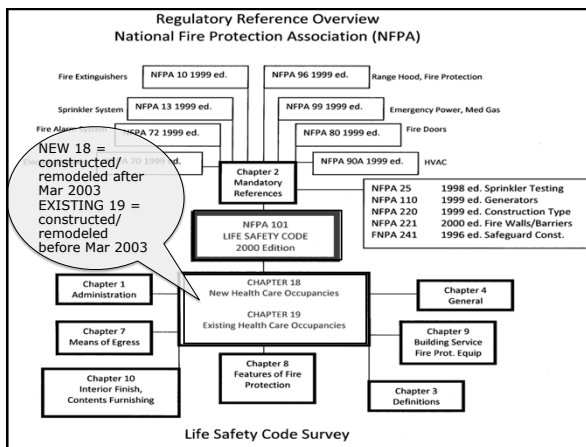 Regulatory Reference Overview
National Fire Protection Association (NFPA)
Fire Extinguishers
NFPA 10 1999 ed.
NFPA 96 1999 ed.
Range Hood, Fire Protection
Sprinkler System
NFPA 13 1999 ed.
NFPA 99 1999 ed.
Emergency Power, Med Gas
Fire Alarm System
NFPA 72 1999 ed.
NFPA 80 1999 ed.
Fire Doors
70 1999 ed.
NFPA 90A 1999 ed.
HVAC
NEW 18 =
constructed/
remodeled after
Mar 2003
EXISTING 19 =
constructed/
remodeled
before Mar 2003
Chapter 2
Mandatory
References
NFPA 25 1998 ed. Sprinkler Testing
NFPA 110 1999 ed. Generators
NFPA 220 1999 ed. Construction Type
NFPA 221 2000 ed. Fire Walls/Barriers
FNPA 241 1996 ed. Safeguard Const.
NFPA 101
LIFE SAFETY CODE
2000 Edition
Chapter 1
Administration
CHAPTER 18
New Health Care Occupancies
CHAPTER 19
Existing Health Care Occupancies
Chapter 4
General
Chapter 7
Means of Egress
Chapter 9
Building Service
Fire Prot. Equip
Chapter 8
Features of Fire
Protection
Chapter 10
Interior Finish,
Contents Furnishing
Chapter 3
Definitions
Life Safety Code Survey